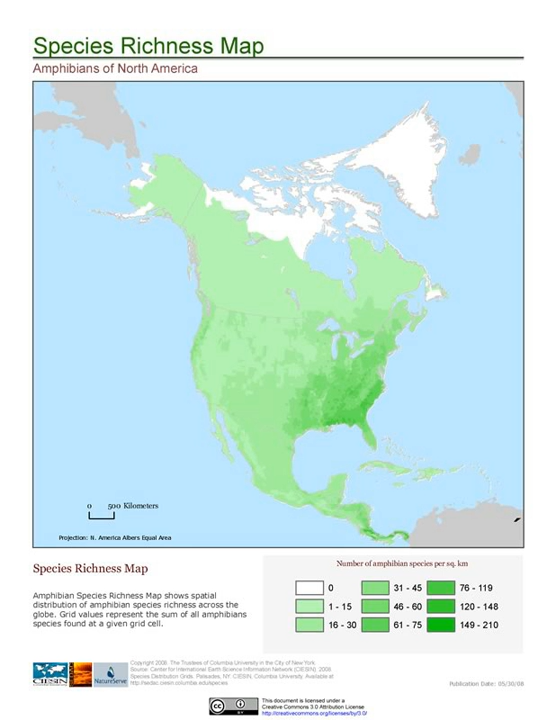 Species Richness Map
Amphibians of North America
0 500 Kilometers
Projection: N. America Albers Equal Area
Species Richness Map
Amphibian Species Richness Map shows spatial
distribution of amphibian species richness across the
globe. Grid values represent the sum of all amphibians
species found at a given grid cell.
Number of amphibian species per sq. km
0 31 - 45 76 - 119
1 - 15 46 - 60 120 - 148
16 - 30 61 - 75 149 - 210
CIESIN
NatureServe
Copyright 2008. The Trustees of Columbia University in the City of New York.
Source: Center for International Earth Science Information Network (CIESIN), 2008.
Species Distribution Grids. Palisades, NY: CIESIN, Columbia University. Available at
http://sedac.ciesin.columbia.edu/species
Publication Date: 05/30/08
cc BY
This document is licensed under a
Creative Commons 3.0 Attribution License
http://creativecommons.org/licenses/by/3.0/